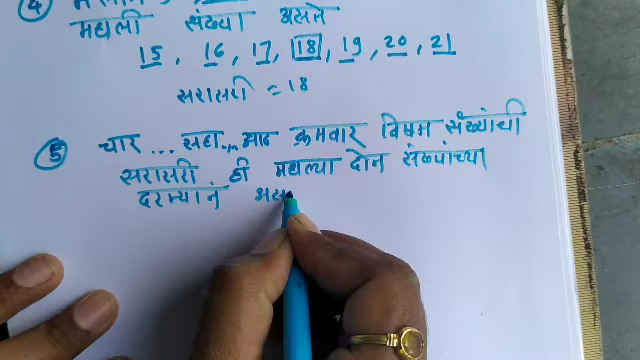 मधली संख्या असते
15, 16, 17, 18, 19, 20, 21
सरासरी = 18
⑤ चार ... सहा ... आठ क्रमवार विषम संख्यांची
सरासरी ही मधल्या दोन संख्यांच्या
दरम्यान